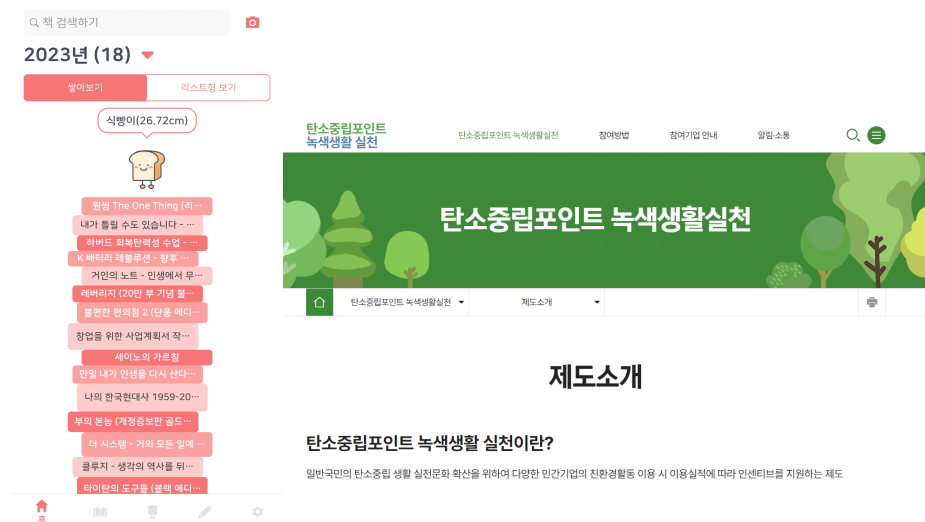 책 검색하기
2023년 (18)
쌓아보기
리스트형 보기
식빵이(26.72cm)
원씽 The One Thing (리…
내가 틀릴 수도 있습니다 - …
하버드 회복탄력성 수업 - …
K 배터리 레볼루션 - 향후 …
거인의 노트 - 인생에서 무…
레버리지 (20만 부 기념 블…
불편한 편의점 2 (단풍 에디…
창업을 위한 사업계획서 작…
세이노의 가르침
만일 내가 인생을 다시 산다…
나의 한국현대사 1959-20…
부의 본능 (개정증보판 골드…
더 시스템 - 거의 모든 일에 …
클루지 - 생각의 역사를 뒤…
타이탄의 도구들 (블랙 에디…
홈
탄소중립포인트
녹색생활 실천
탄소중립포인트 녹색생활실천
참여방법
참여기업 안내
알림·소통
탄소중립포인트 녹색생활실천
탄소중립포인트 녹색생활실천
제도소개
제도소개
탄소중립포인트 녹색생활 실천이란?
일반국민의 탄소중립 생활 실천문화 확산을 위하여 다양한 민간기업의 친환경활동 이용 시 이용실적에 따라 인센티브를 지원하는 제도